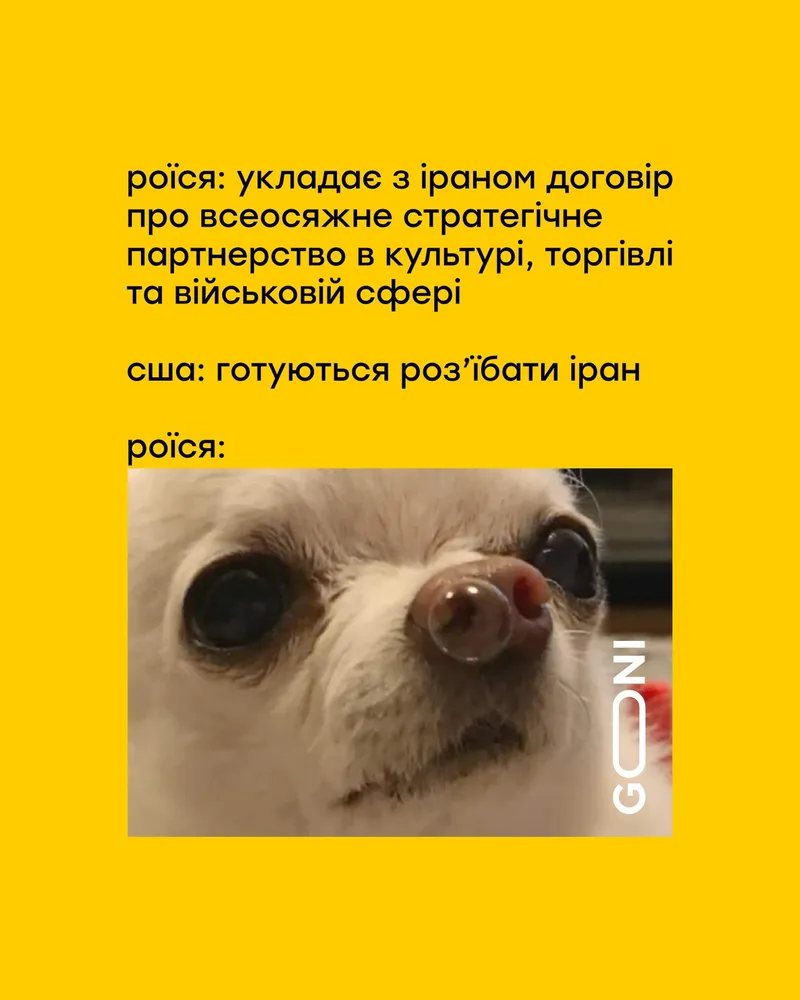 роїся: укладає з іраном договір
про всеосяжне стратегічне
партнерство в культурі, торгівлі
та військовій сфері
сша: готуються роз’їбати іран
роїся:
GONI